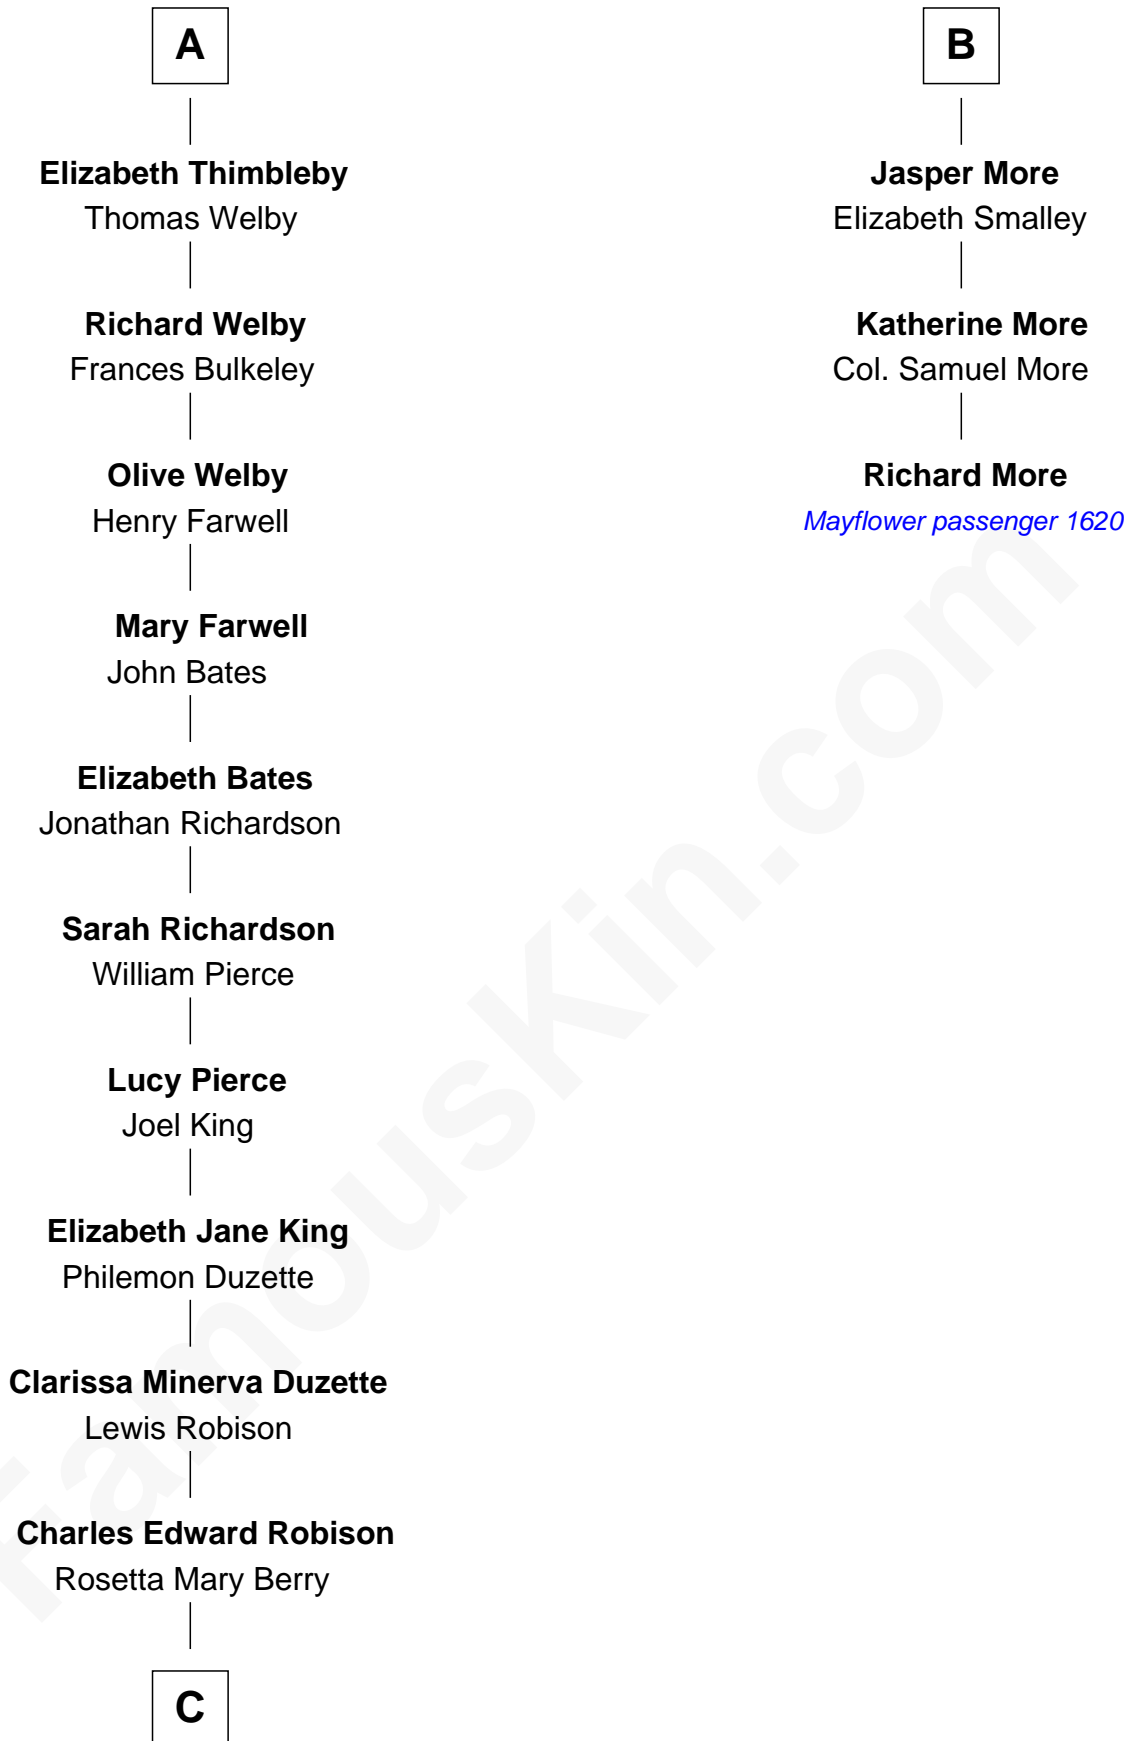 A
Elizabeth Thimbleby
Thomas Welby
Richard Welby
Frances Bulkeley
Olive Welby
Henry Farwell
Mary Farwell
John Bates
Elizabeth Bates
Jonathan Richardson
Sarah Richardson
William Pierce
Lucy Pierce
Joel King
Elizabeth Jane King
Philemon Duzette
Clarissa Minerva Duzette
Lewis Robison
Charles Edward Robison
Rosetta Mary Berry
C
B
Jasper More
Elizabeth Smalley
Katherine More
Col. Samuel More
Richard More
Mayflower passenger 1620
FamousKin.com